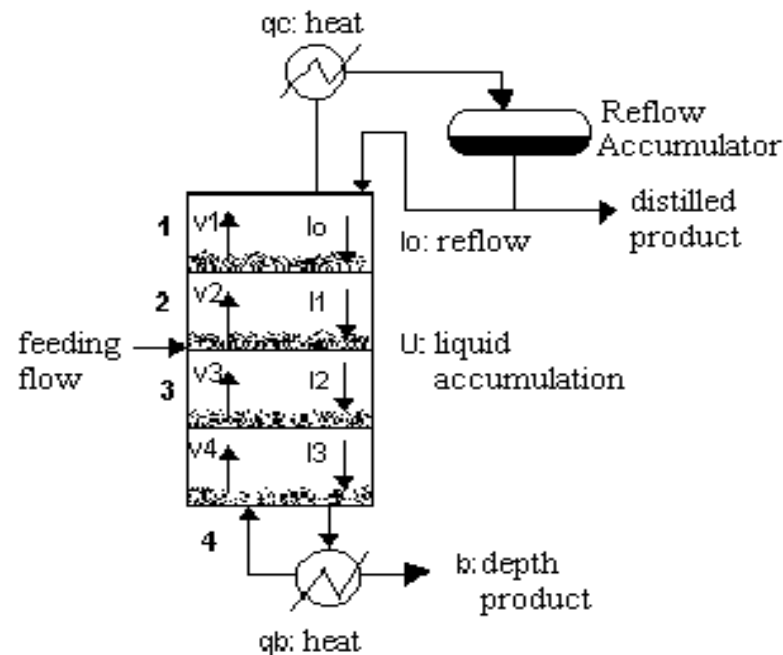 qc: heat
Reflow
Accumulator
distilled
product
lo: reflow
1
v1
lo
2
v2
l1
feeding
flow
U: liquid
accumulation
3
v3
l2
v4
l3
4
b: depth
product
qb: heat